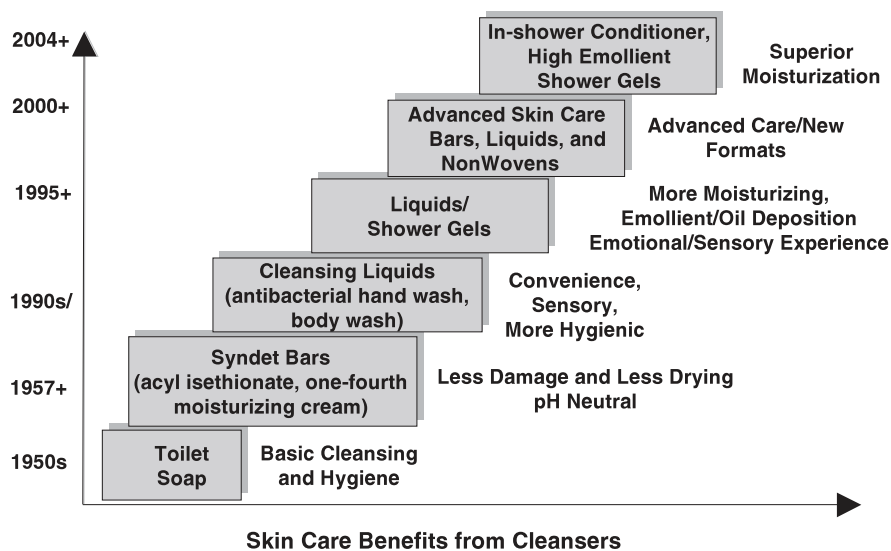 2004+
In-shower Conditioner,
High Emollient
Shower Gels
Superior
Moisturization
2000+
Advanced Skin Care
Bars, Liquids, and
NonWovens
Advanced Care/New
Formats
1995+
Liquids/
Shower Gels
More Moisturizing,
Emollient/Oil Deposition
Emotional/Sensory Experience
1990s/
Cleansing Liquids
(antibacterial hand wash,
body wash)
Convenience,
Sensory,
More Hygienic
1957+
Syndet Bars
(acyl isethionate, one-fourth
moisturizing cream)
Less Damage and Less Drying
pH Neutral
1950s
Toilet
Soap
Basic Cleansing
and Hygiene
Skin Care Benefits from Cleansers